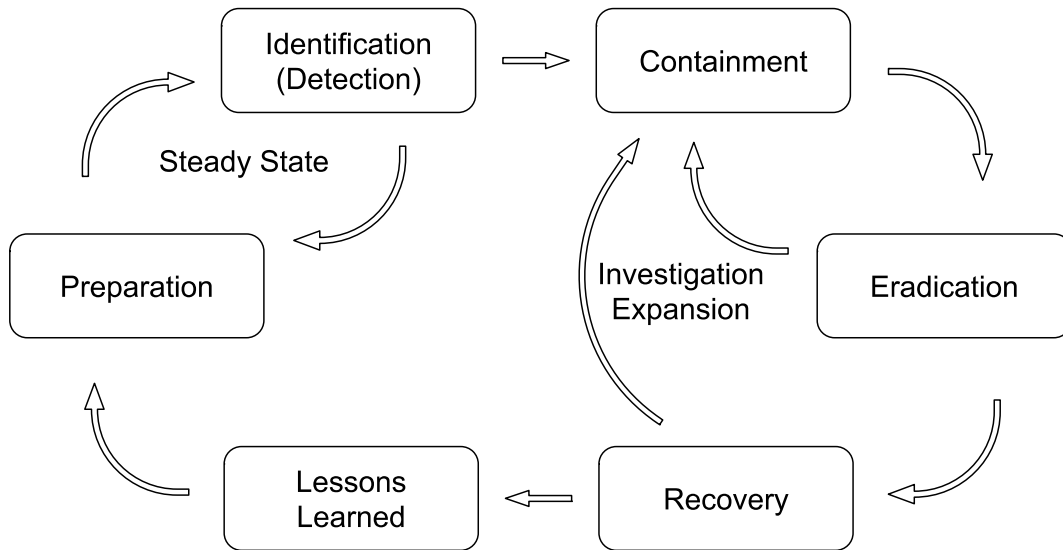 Identification
(Detection)
Containment
Steady State
Preparation
Investigation
Expansion
Eradication
Lessons
Learned
Recovery